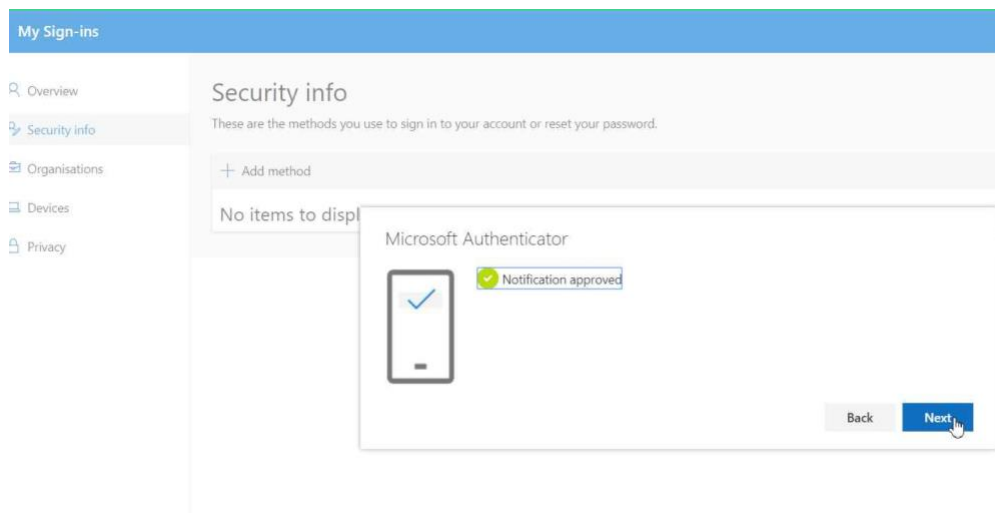 My Sign-ins
Overview
Security info
Organisations
Devices
Privacy
Security info
These are the methods you use to sign in to your account or reset your password.
+ Add method
No items to displ
Microsoft Authenticator
Notification approved
Back
Next